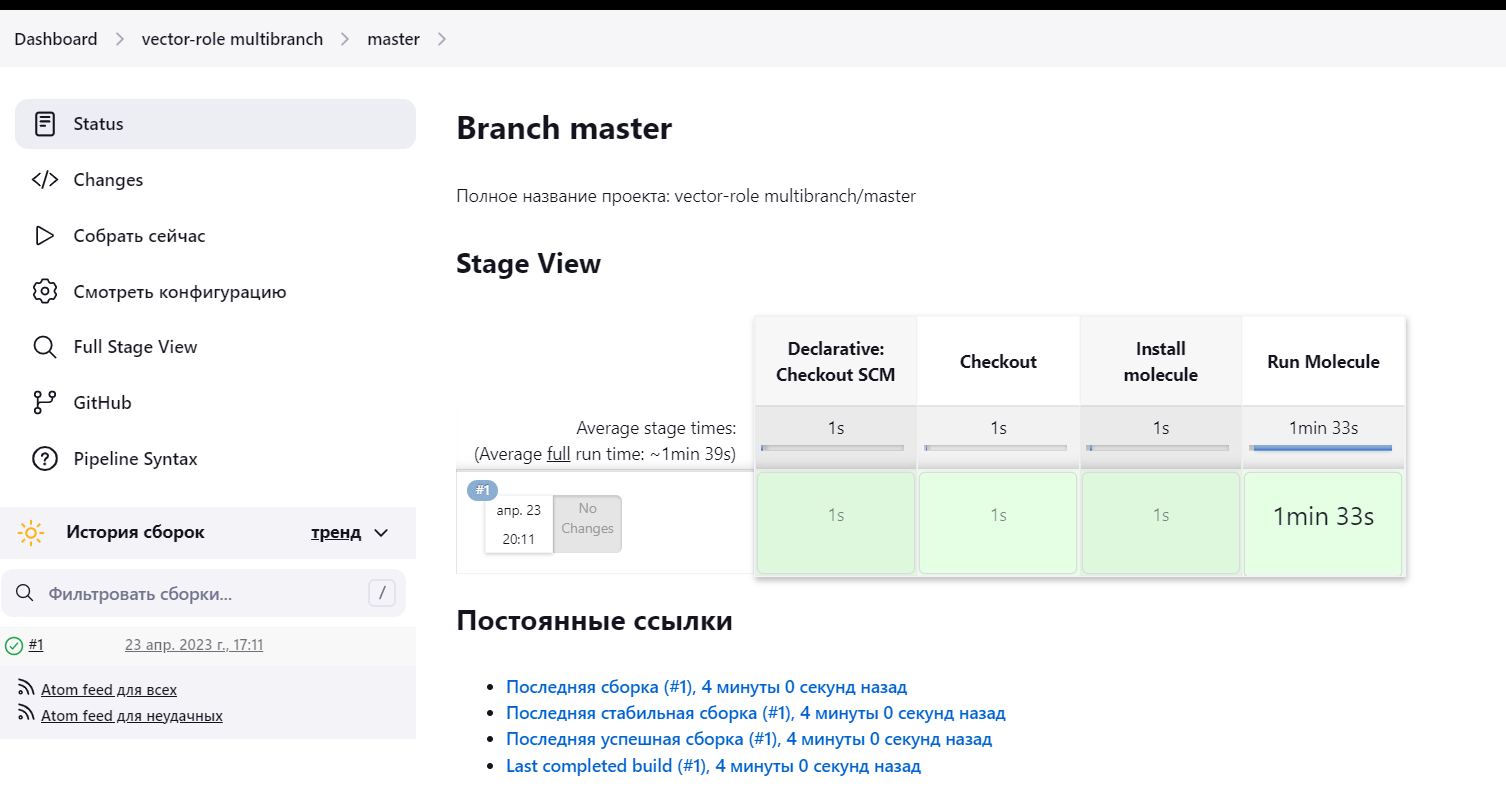 Dashboard > vector-role multibranch > master >
Status
Changes
Собрать сейчас
Смотреть конфигурацию
Full Stage View
GitHub
Pipeline Syntax
История сборок тренд
Фильтровать сборки... /
#1 23 апр. 2023 г., 17:11
Atom feed для всех
Atom feed для неудачных
Branch master
Полное название проекта: vector-role multibranch/master
Stage View
Declarative:
Checkout SCM
Checkout
Install
molecule
Run Molecule
Average stage times:
(Average full run time: ~1min 39s)
1s 1s 1s 1min 33s
#1
апр. 23
20:11
No
Changes
1s 1s 1s 1min 33s
Постоянные ссылки
Последняя сборка (#1), 4 минуты 0 секунд назад
Последняя стабильная сборка (#1), 4 минуты 0 секунд назад
Последняя успешная сборка (#1), 4 минуты 0 секунд назад
Last completed build (#1), 4 минуты 0 секунд назад